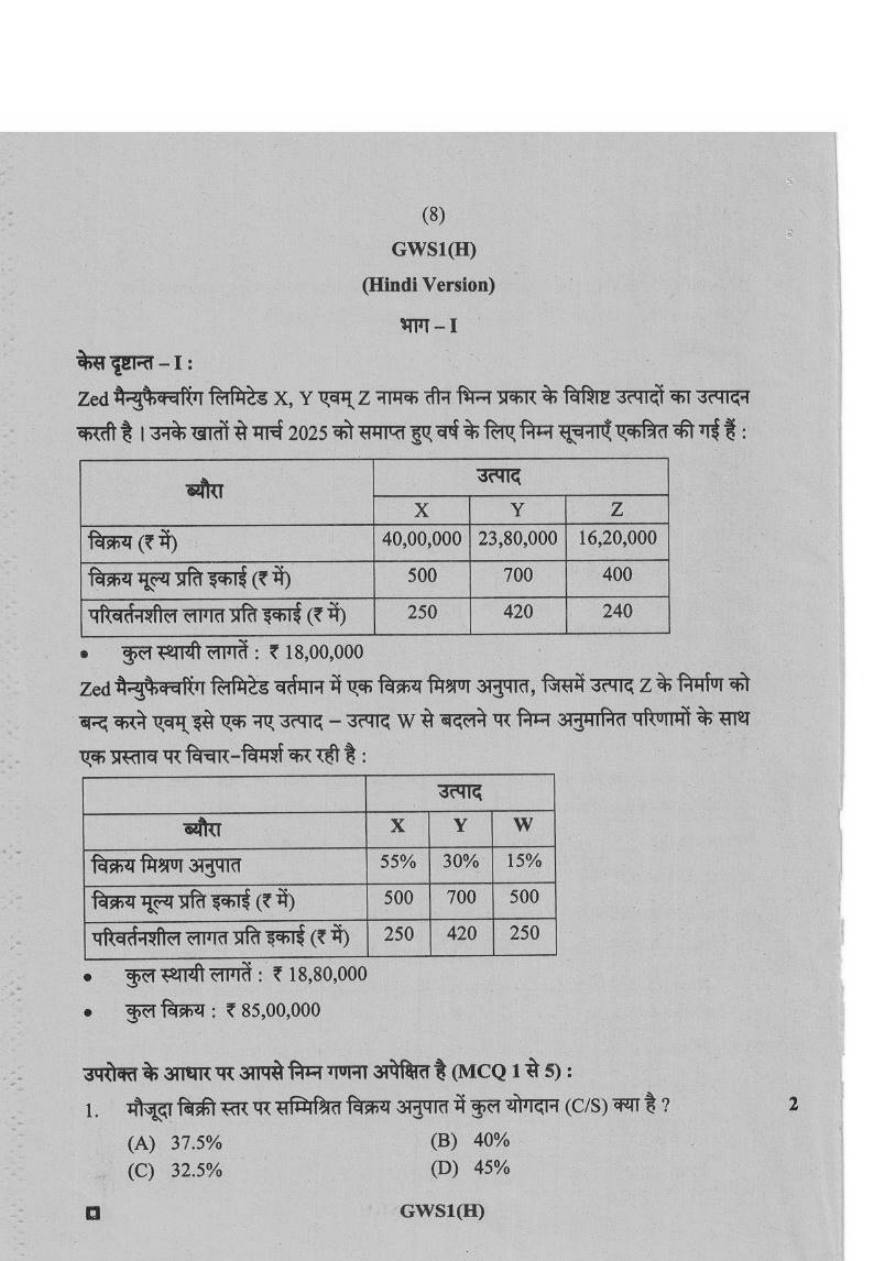 (8)
GWS1(H)
(Hindi Version)
भाग – I
केस दृष्टान्त – I :
Zed मैन्युफैक्चरिंग लिमिटेड X, Y एवम् Z नामक तीन भिन्न प्रकार के विशिष्ट उत्पादों का उत्पादन
करती है । उनके खातों से मार्च 2025 को समाप्त हुए वर्ष के लिए निम्न सूचनाएँ एकत्रित की गई हैं :
ब्यौरा उत्पाद
X Y Z
विक्रय (₹ में) 40,00,000 23,80,000 16,20,000
विक्रय मूल्य प्रति इकाई (₹ में) 500 700 400
परिवर्तनशील लागत प्रति इकाई (₹ में) 250 420 240
• कुल स्थायी लागतें : ₹ 18,00,000
Zed मैन्युफैक्चरिंग लिमिटेड वर्तमान में एक विक्रय मिश्रण अनुपात, जिसमें उत्पाद Z के निर्माण को
बन्द करने एवम् इसे एक नए उत्पाद – उत्पाद W से बदलने पर निम्न अनुमानित परिणामों के साथ
एक प्रस्ताव पर विचार-विमर्श कर रही है :
उत्पाद
ब्यौरा X Y W
विक्रय मिश्रण अनुपात 55% 30% 15%
विक्रय मूल्य प्रति इकाई (₹ में) 500 700 500
परिवर्तनशील लागत प्रति इकाई (₹ में) 250 420 250
• कुल स्थायी लागतें : ₹ 18,80,000
• कुल विक्रय : ₹ 85,00,000
उपरोक्त के आधार पर आपसे निम्न गणना अपेक्षित है (MCQ 1 से 5) :
1. मौजूदा बिक्री स्तर पर सम्मिश्रित विक्रय अनुपात में कुल योगदान (C/S) क्या है ? 2
(A) 37.5% (B) 40%
(C) 32.5% (D) 45%
GWS1(H)